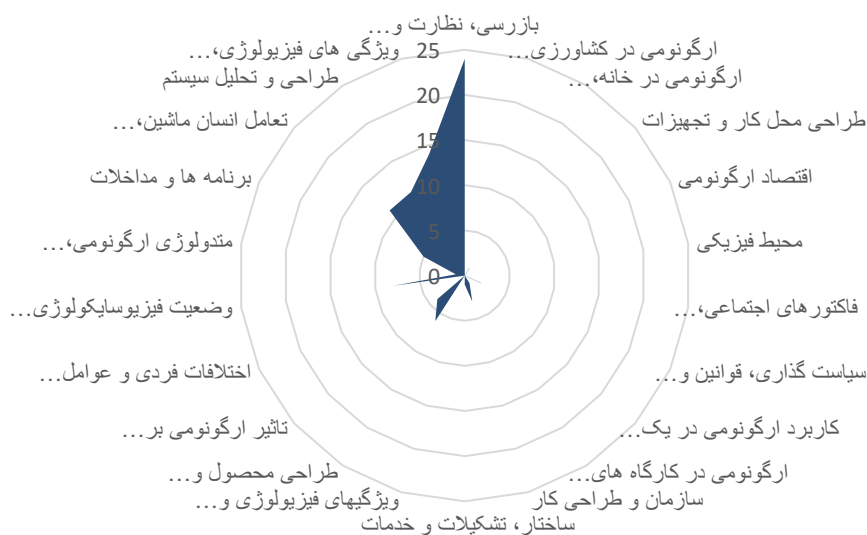 بازرسی، نظارت و...
ارگونومی در کشاورزی...
ارگونومی در خانه،...
طراحی محل کار و تجهیزات
اقتصاد ارگونومی
محیط فیزیکی
فاکتورهای اجتماعی،...
سیاست گذاری، قوانین و...
کاربرد ارگونومی در یک...
ارگونومی در کارگاه های...
سازمان و طراحی کار
ساختار، تشکیلات و خدمات
ویژگیهای فیزیولوژی و...
طراحی محصول و...
تاثیر ارگونومی بر...
اختلافات فردی و عوامل...
وضعیت فیزیوسایکولوژی...
متدولوژی ارگونومی،...
برنامه ها و مداخلات
تعامل انسان ماشین،...
طراحی و تحلیل سیستم
ویژگی های فیزیولوژی،...
25
20
15
10
5
0